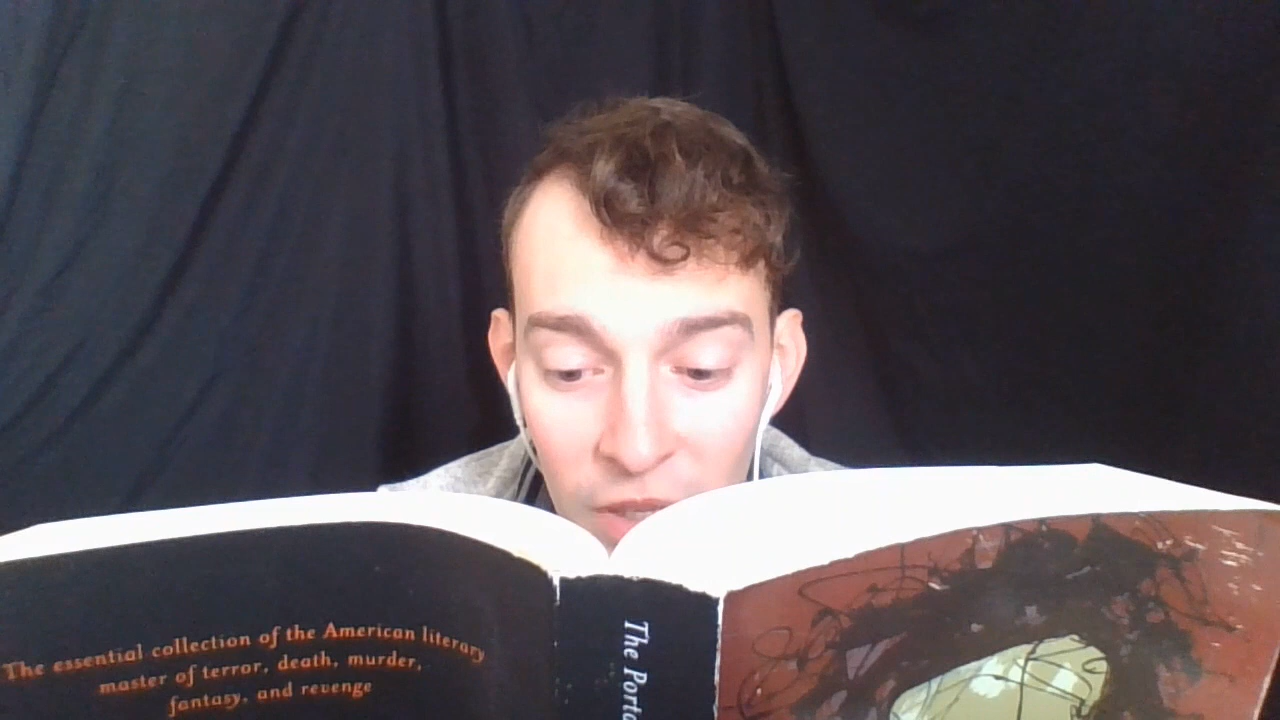 The essential collection of the American literary
master of terror, death, murder,
fantasy, and revenge
The Porta